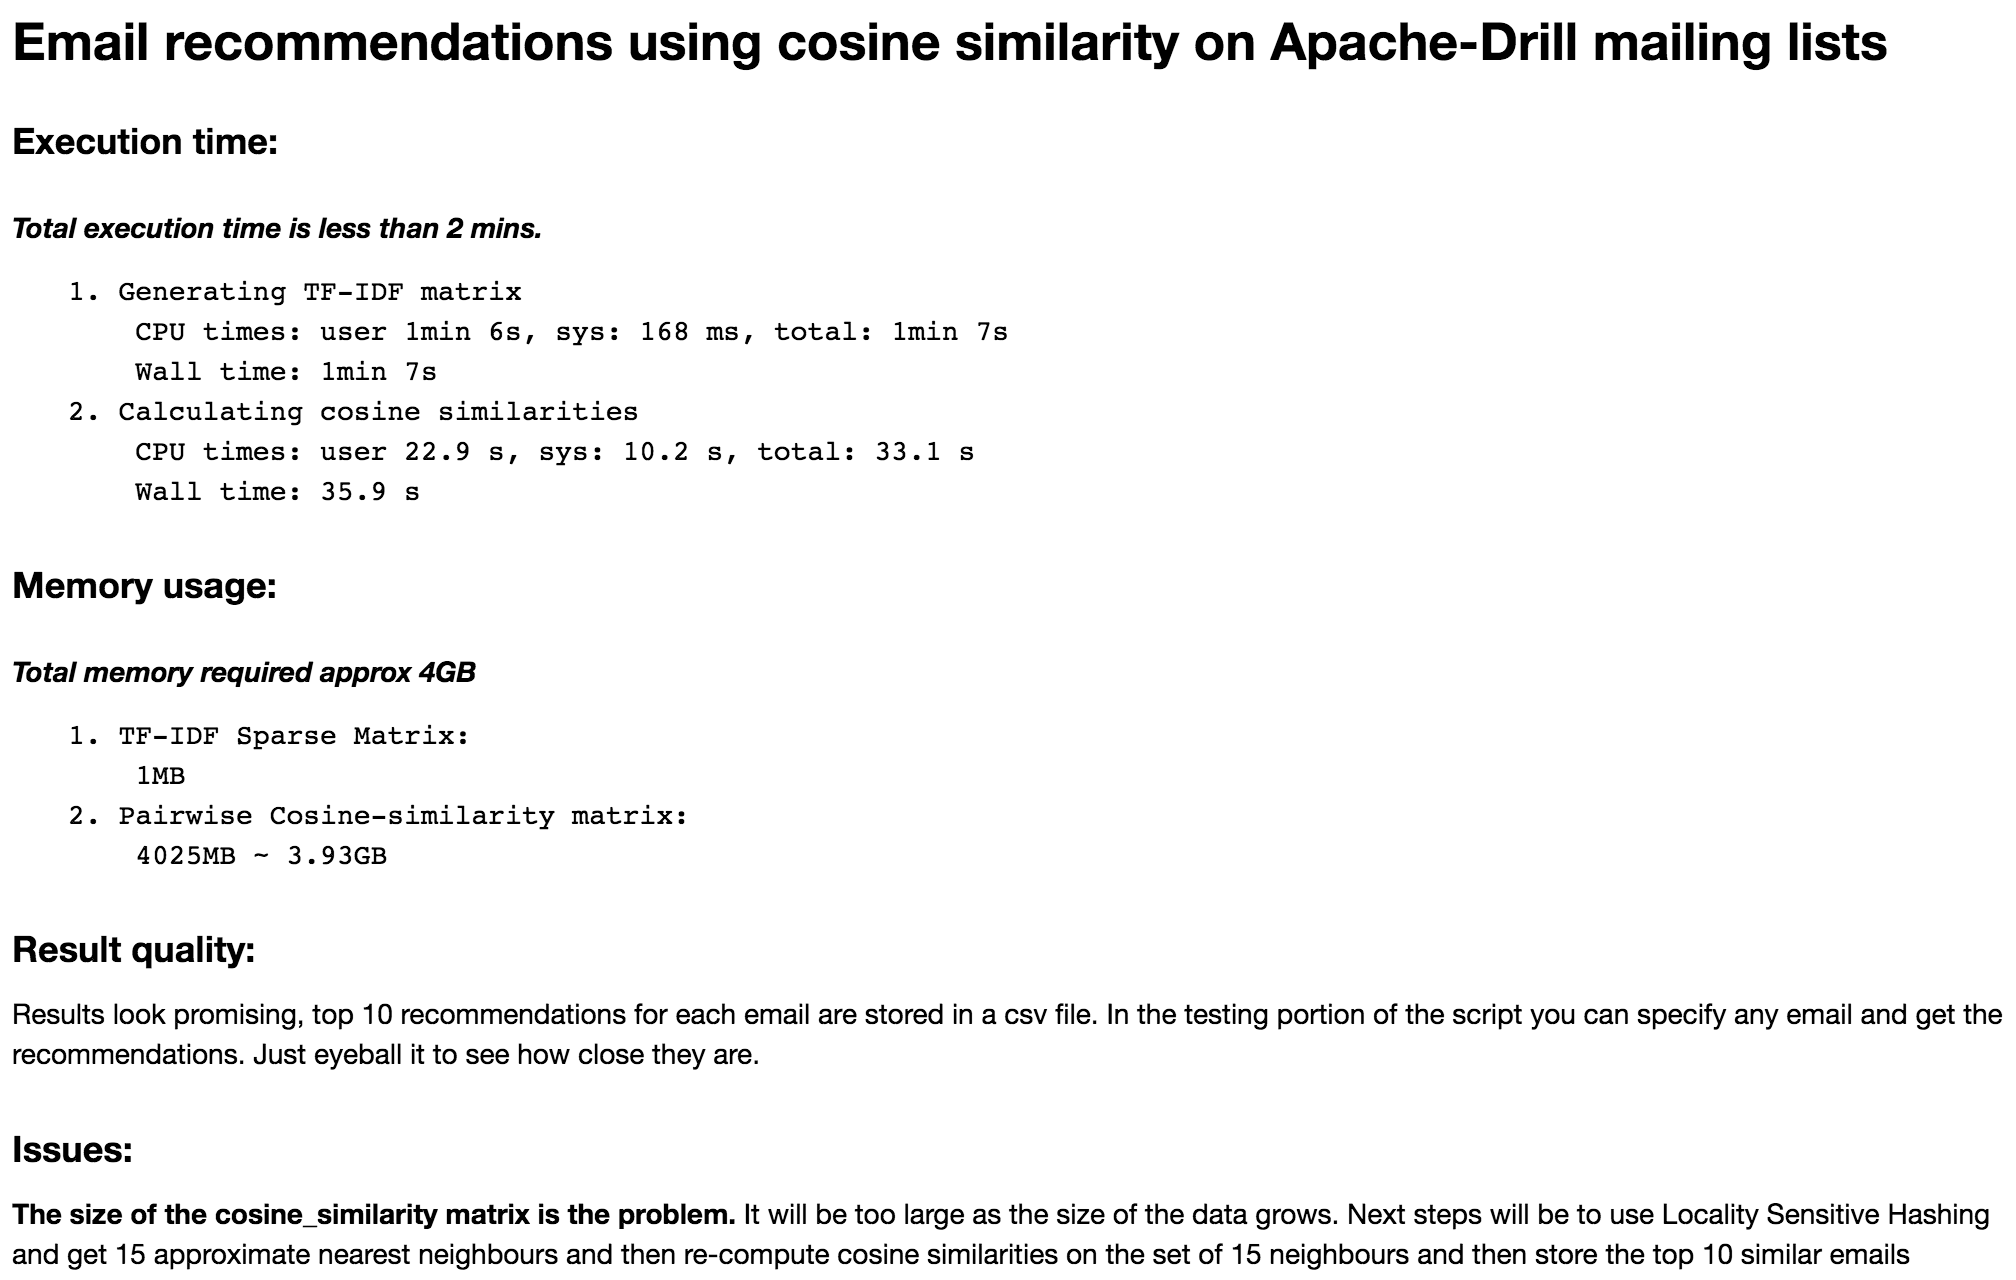 Email recommendations using cosine similarity on Apache-Drill mailing lists
Execution time:
Total execution time is less than 2 mins.
1. Generating TF-IDF matrix
CPU times: user 1min 6s, sys: 168 ms, total: 1min 7s
Wall time: 1min 7s
2. Calculating cosine similarities
CPU times: user 22.9 s, sys: 10.2 s, total: 33.1 s
Wall time: 35.9 s
Memory usage:
Total memory required approx 4GB
1. TF-IDF Sparse Matrix:
1MB
2. Pairwise Cosine-similarity matrix:
4025MB ~ 3.93GB
Result quality:
Results look promising, top 10 recommendations for each email are stored in a csv file. In the testing portion of the script you can specify any email and get the
recommendations. Just eyeball it to see how close they are.
Issues:
The size of the cosine_similarity matrix is the problem. It will be too large as the size of the data grows. Next steps will be to use Locality Sensitive Hashing
and get 15 approximate nearest neighbours and then re-compute cosine similarities on the set of 15 neighbours and then store the top 10 similar emails